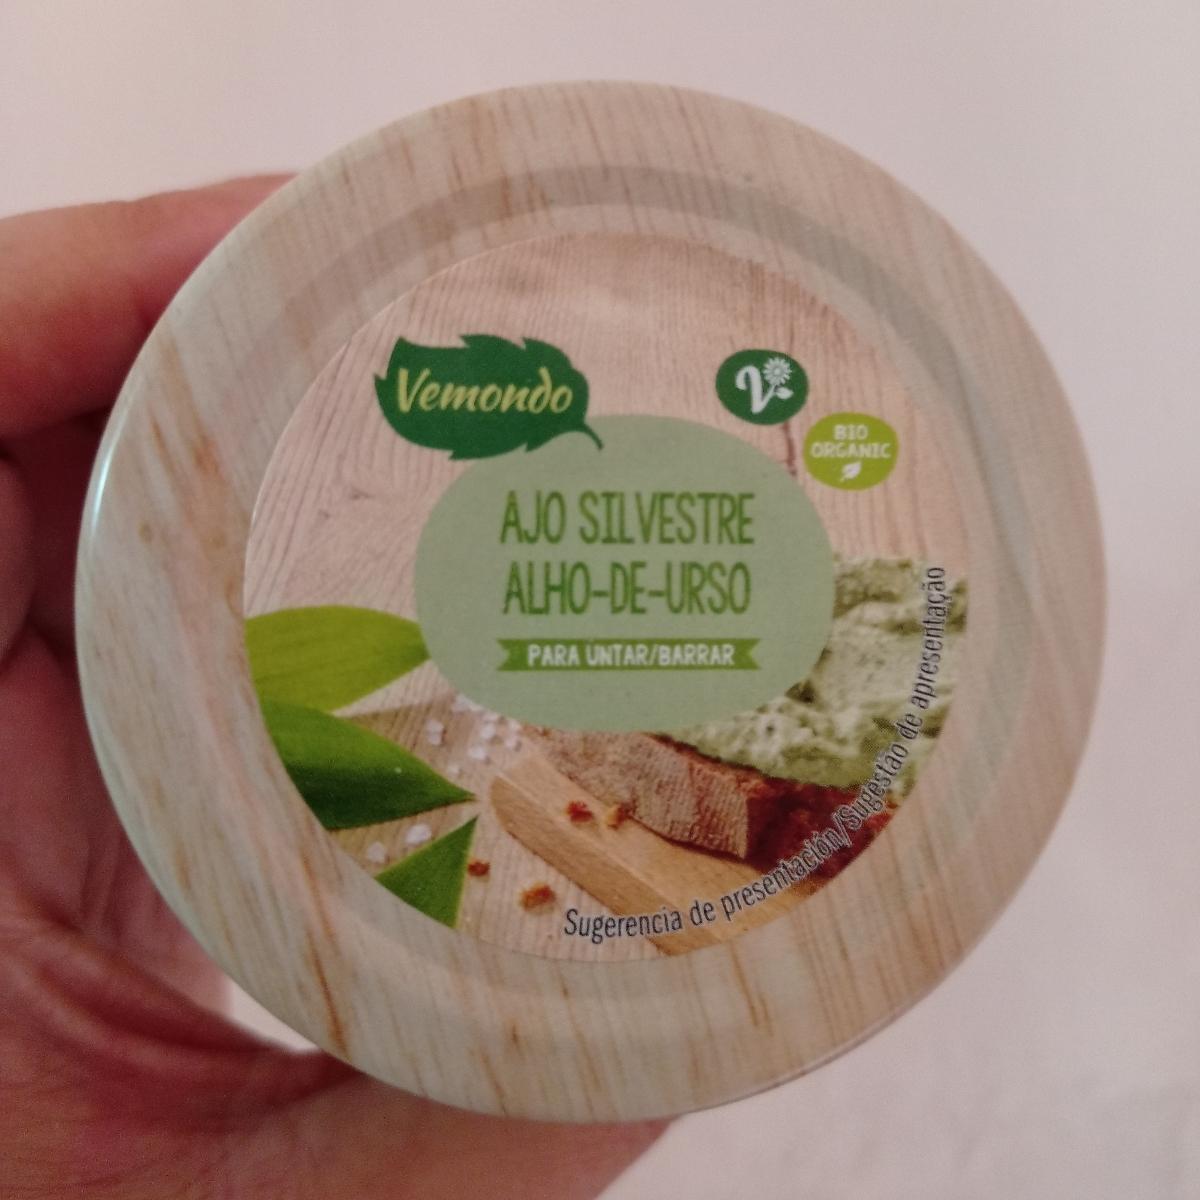 Vemondo
V
BIO
ORGANIC
AJO SILVESTRE
ALHO-DE-URSO
PARA UNTAR/BARRAR
Sugerencia de presentación/Sugestão de apresentação